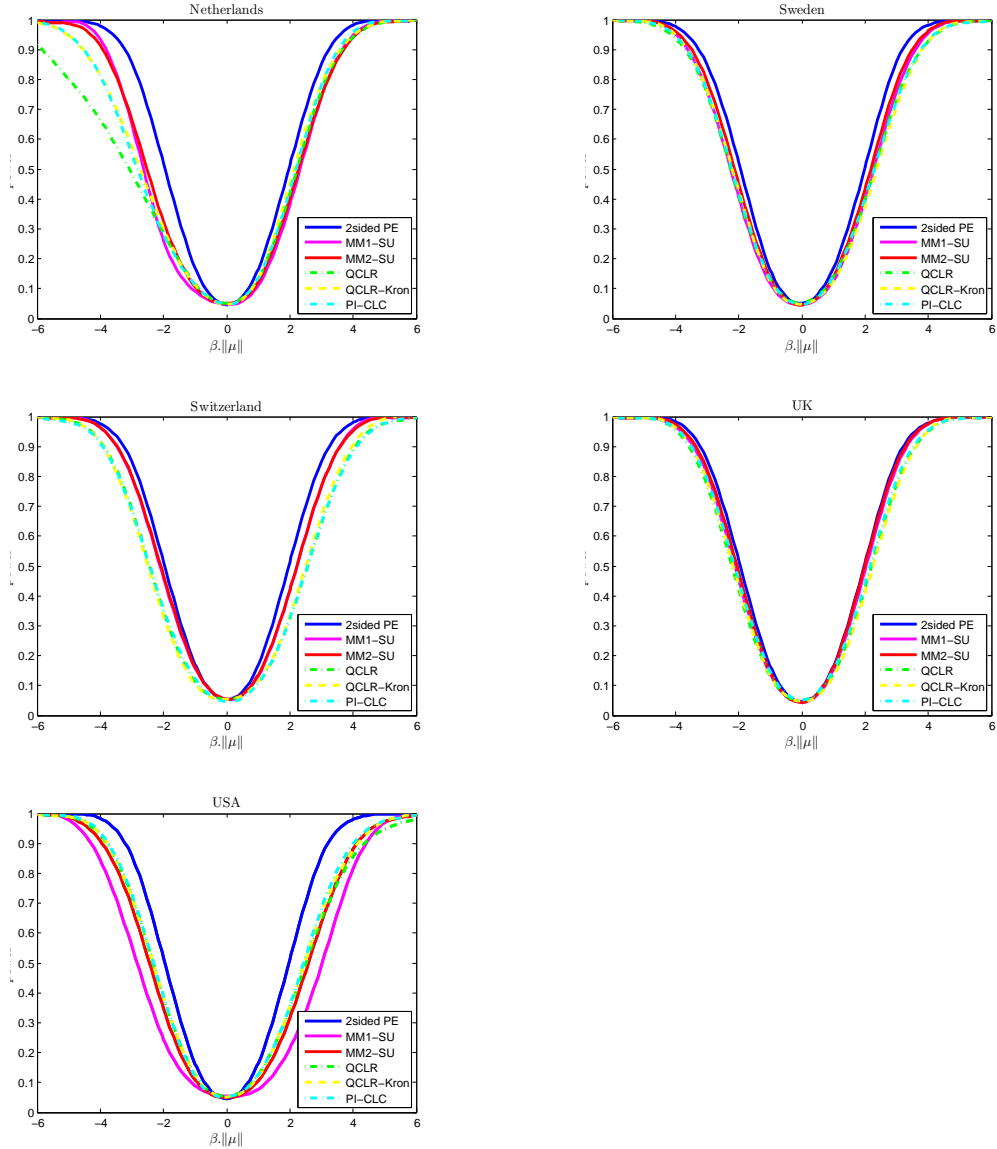 Netherlands
1
0.9
0.8
0.7
0.6
0.5
0.4
0.3
0.2
0.1
0
2sided PE
MM1−SU
MM2−SU
QCLR
QCLR−Kron
PI−CLC
−6 −4 −2 0 2 4 6
β.‖μ‖
Sweden
1
0.9
0.8
0.7
0.6
0.5
0.4
0.3
0.2
0.1
0
2sided PE
MM1−SU
MM2−SU
QCLR
QCLR−Kron
PI−CLC
−6 −4 −2 0 2 4 6
β.‖μ‖
Switzerland
1
0.9
0.8
0.7
0.6
0.5
0.4
0.3
0.2
0.1
0
2sided PE
MM1−SU
MM2−SU
QCLR
QCLR−Kron
PI−CLC
−6 −4 −2 0 2 4 6
β.‖μ‖
UK
1
0.9
0.8
0.7
0.6
0.5
0.4
0.3
0.2
0.1
0
2sided PE
MM1−SU
MM2−SU
QCLR
QCLR−Kron
PI−CLC
−6 −4 −2 0 2 4 6
β.‖μ‖
USA
1
0.9
0.8
0.7
0.6
0.5
0.4
0.3
0.2
0.1
0
2sided PE
MM1−SU
MM2−SU
QCLR
QCLR−Kron
PI−CLC
−6 −4 −2 0 2 4 6
β.‖μ‖